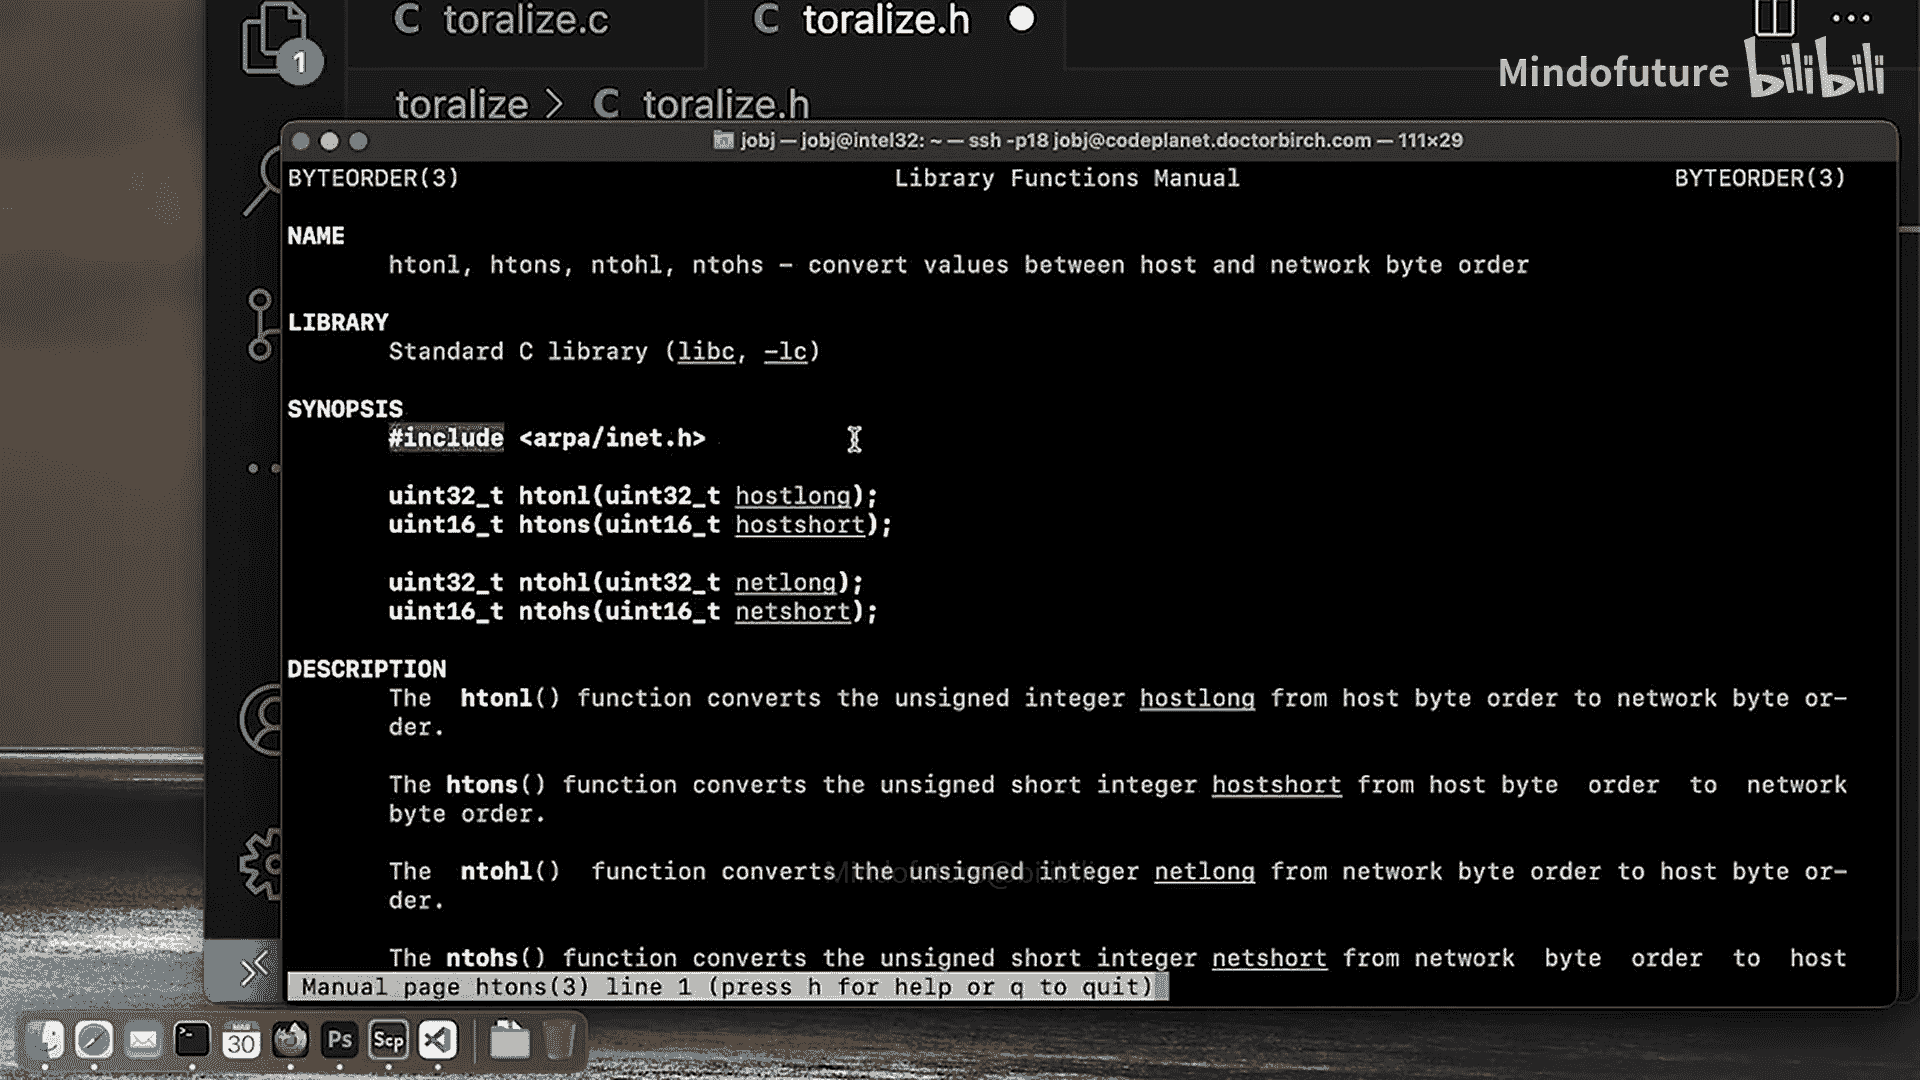 toralize.c
toralize.h
1
Mindofuture bilibili
toralize > C toralize.h
jobj — jobj@intel32: ~ — ssh -p18 jobj@codeplanet.doctorbirch.com — 111×29
BYTEORDER(3) Library Functions Manual BYTEORDER(3)
NAME
htonl, htons, ntohl, ntohs - convert values between host and network byte order
LIBRARY
Standard C library (libc, -lc)
SYNOPSIS
#include <arpa/inet.h>
uint32_t htonl(uint32_t hostlong);
uint16_t htons(uint16_t hostshort);
uint32_t ntohl(uint32_t netlong);
uint16_t ntohs(uint16_t netshort);
DESCRIPTION
The htonl() function converts the unsigned integer hostlong from host byte order to network byte or-
der.
The htons() function converts the unsigned short integer hostshort from host byte order to network
byte order.
The ntohl() function converts the unsigned integer netlong from network byte order to host byte or-
der.
The ntohs() function converts the unsigned short integer netshort from network byte order to host
Manual page htons(3) line 1 (press h for help or q to quit)
Mindofuture@bilibili
MAR
30
Ps
Scp